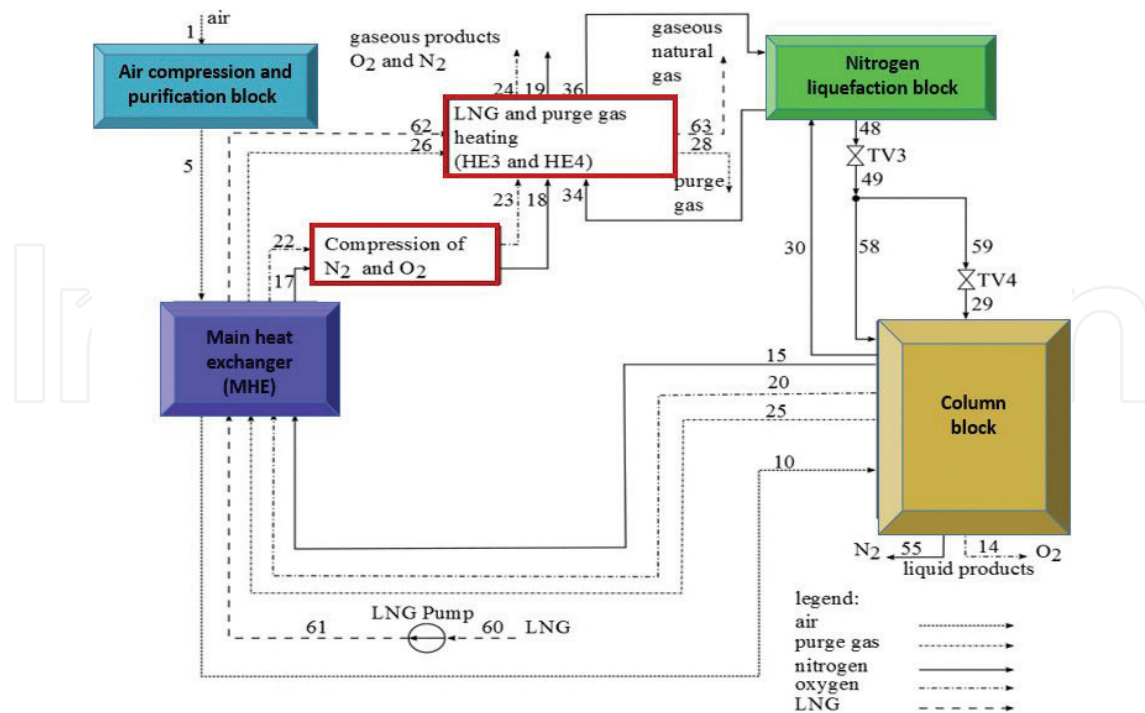 1
air
Air compression and
purification block
gaseous products
O2 and N2
gaseous
natural
gas
Nitrogen
liquefaction block
24
19
36
LNG and purge gas
heating
(HE3 and HE4)
62
26
63
28
purge
gas
48
TV3
49
5
23
18
34
22
17
Compression of
N2 and O2
30
58
59
TV4
29
Main heat
exchanger
(MHE)
15
20
25
10
Column
block
N2
55
14
O2
liquid products
LNG Pump
61
60
LNG
legend:
air
purge gas
nitrogen
oxygen
LNG